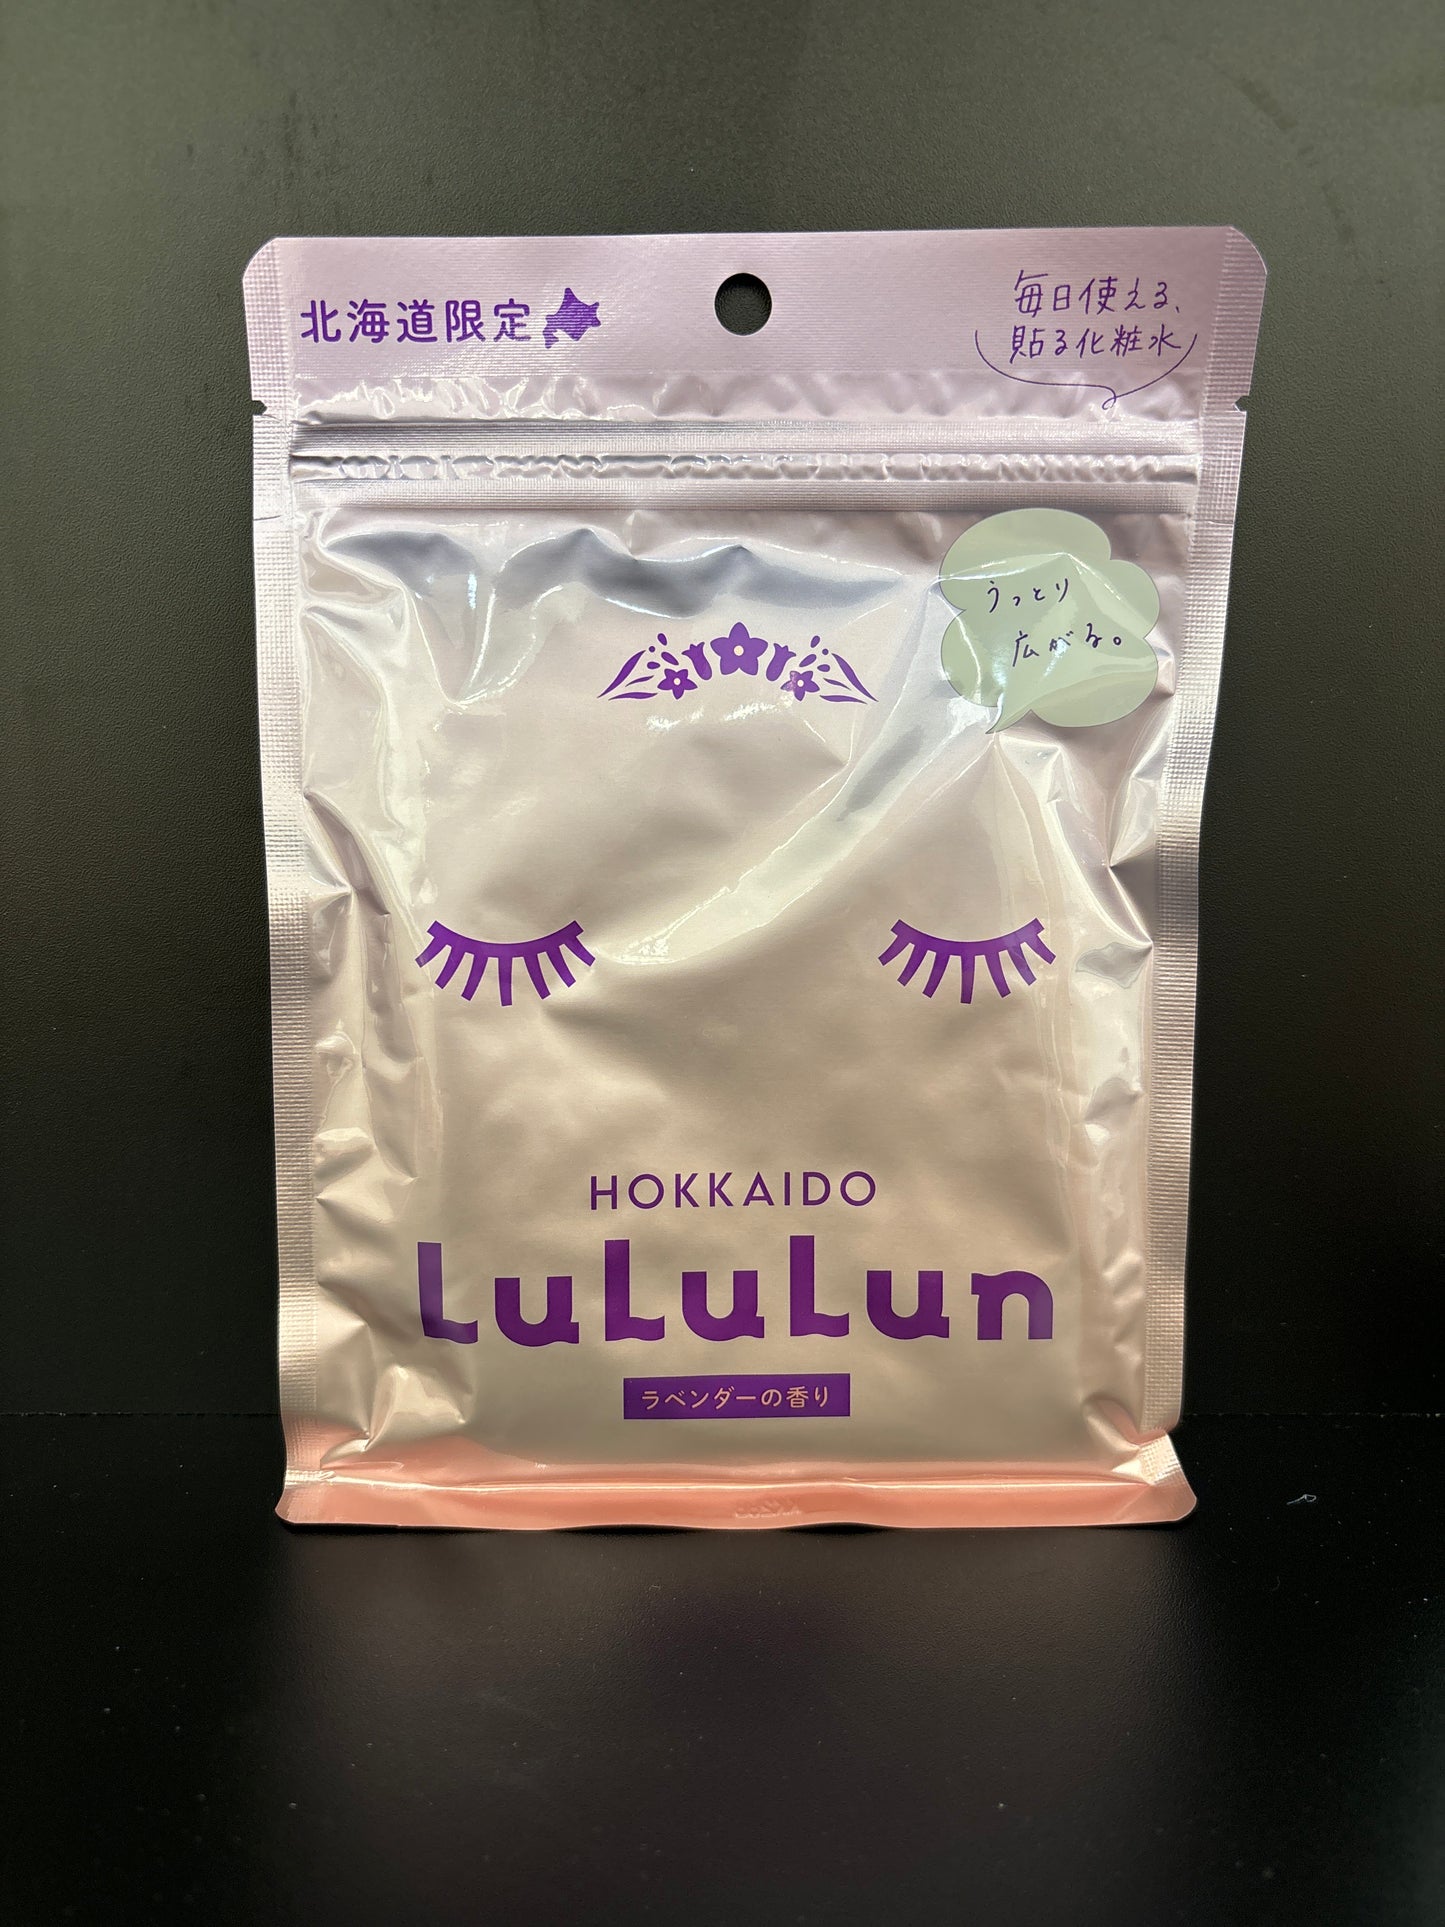 北海道限定
毎日使える、
貼る化粧水
うっとり
広がる。
HOKKAIDO
LuLuLun
ラベンダーの香り